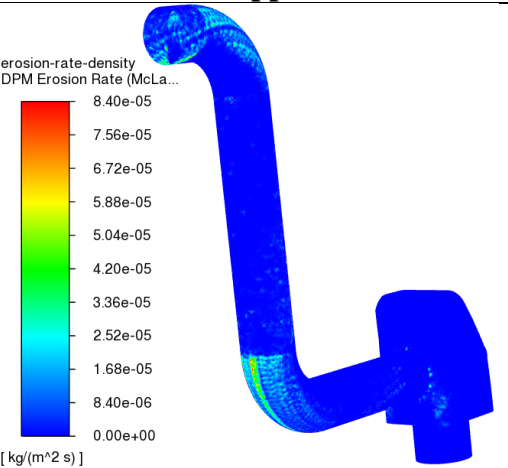 erosion-rate-density
DPM Erosion Rate (McLa...
8.40e-05
7.56e-05
6.72e-05
5.88e-05
5.04e-05
4.20e-05
3.36e-05
2.52e-05
1.68e-05
8.40e-06
0.00e+00
[ kg/(m^2 s) ]